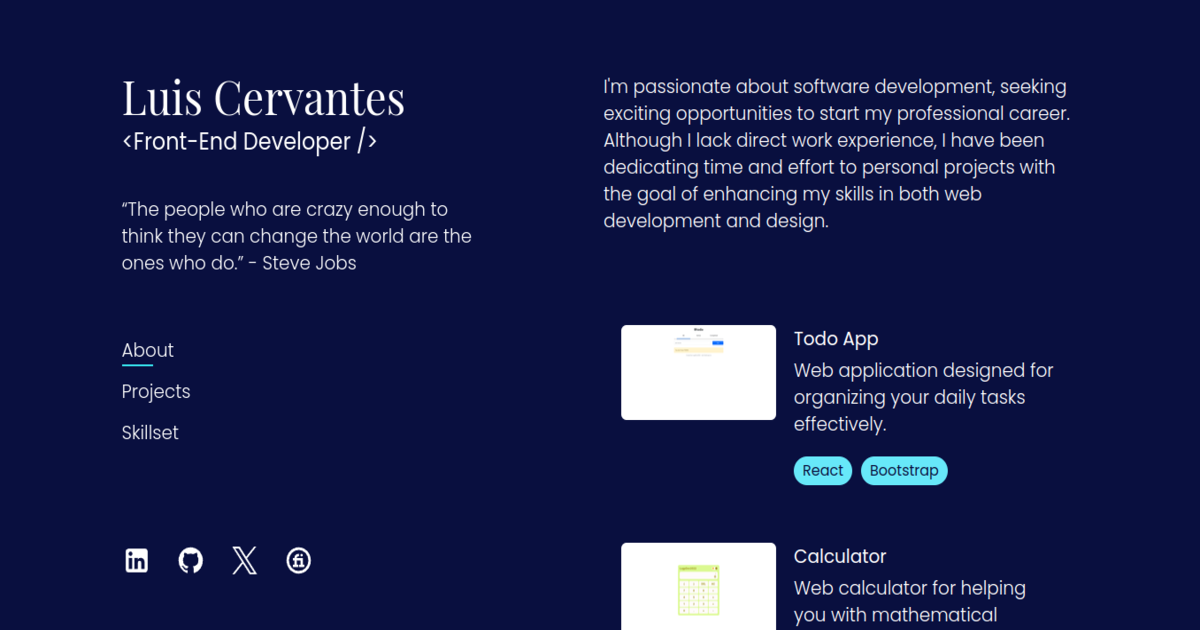 Luis Cervantes
<Front-End Developer />
“The people who are crazy enough to
think they can change the world are the
ones who do.” - Steve Jobs
About
Projects
Skillset
I'm passionate about software development, seeking
exciting opportunities to start my professional career.
Although I lack direct work experience, I have been
dedicating time and effort to personal projects with
the goal of enhancing my skills in both web
development and design.
Todo App
Web application designed for
organizing your daily tasks
effectively.
React Bootstrap
Calculator
Web calculator for helping
you with mathematical